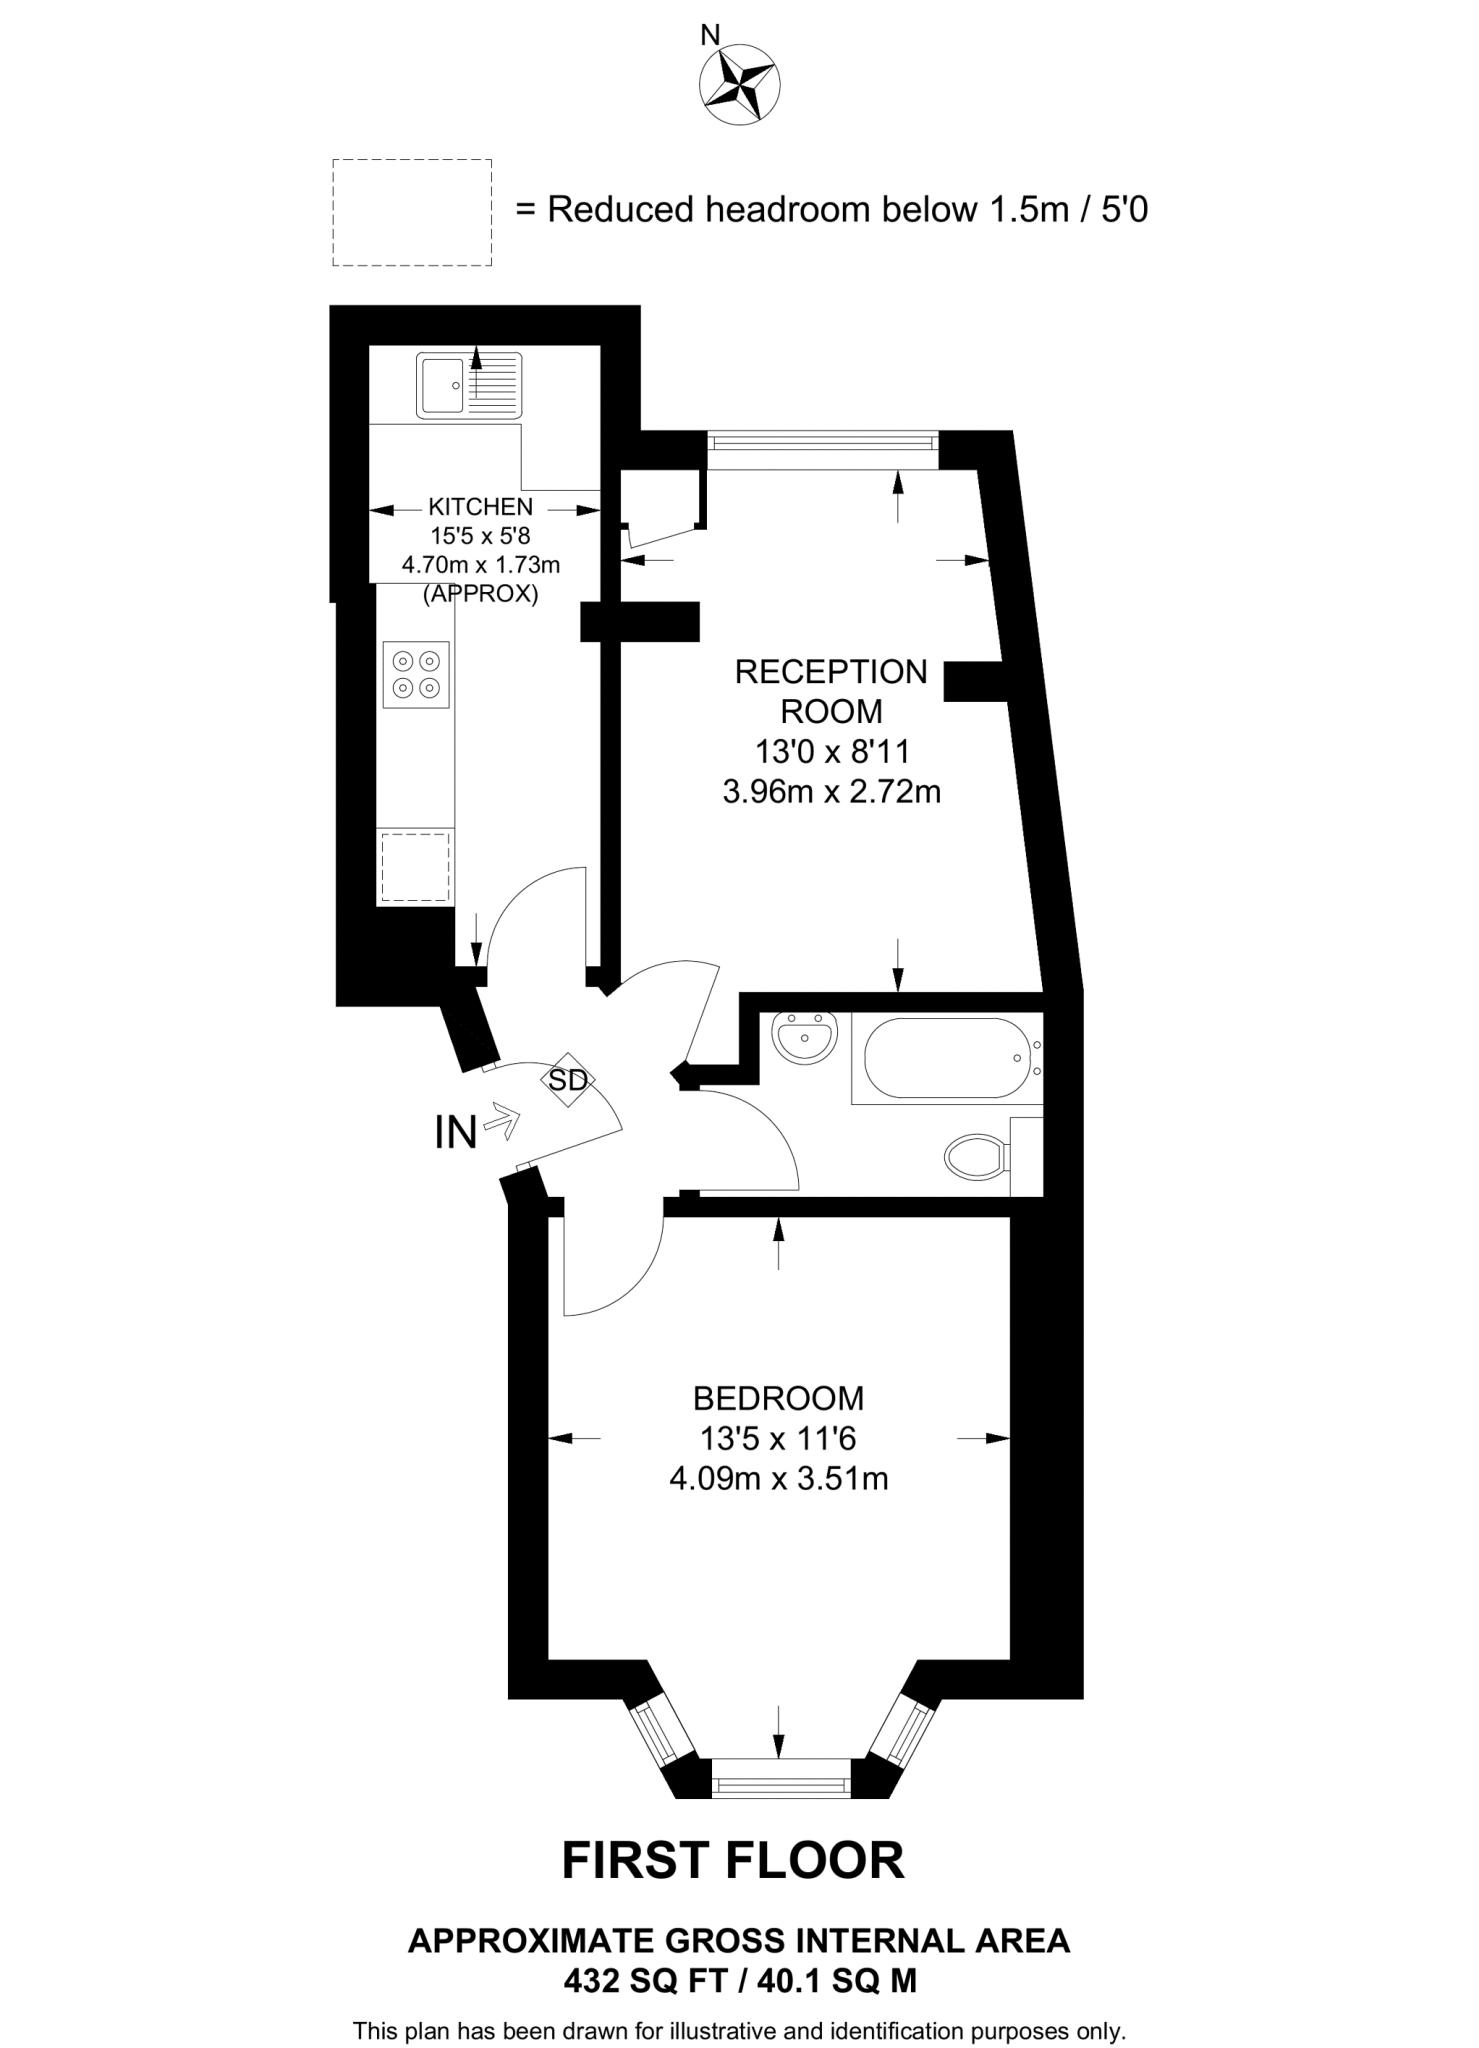 N
= Reduced headroom below 1.5m / 5'0
KITCHEN
15'5 x 5'8
4.70m x 1.73m
(APPROX)
RECEPTION
ROOM
13'0 x 8'11
3.96m x 2.72m
SD
IN
BEDROOM
13'5 x 11'6
4.09m x 3.51m
FIRST FLOOR
APPROXIMATE GROSS INTERNAL AREA
432 SQ FT / 40.1 SQ M
This plan has been drawn for illustrative and identification purposes only.